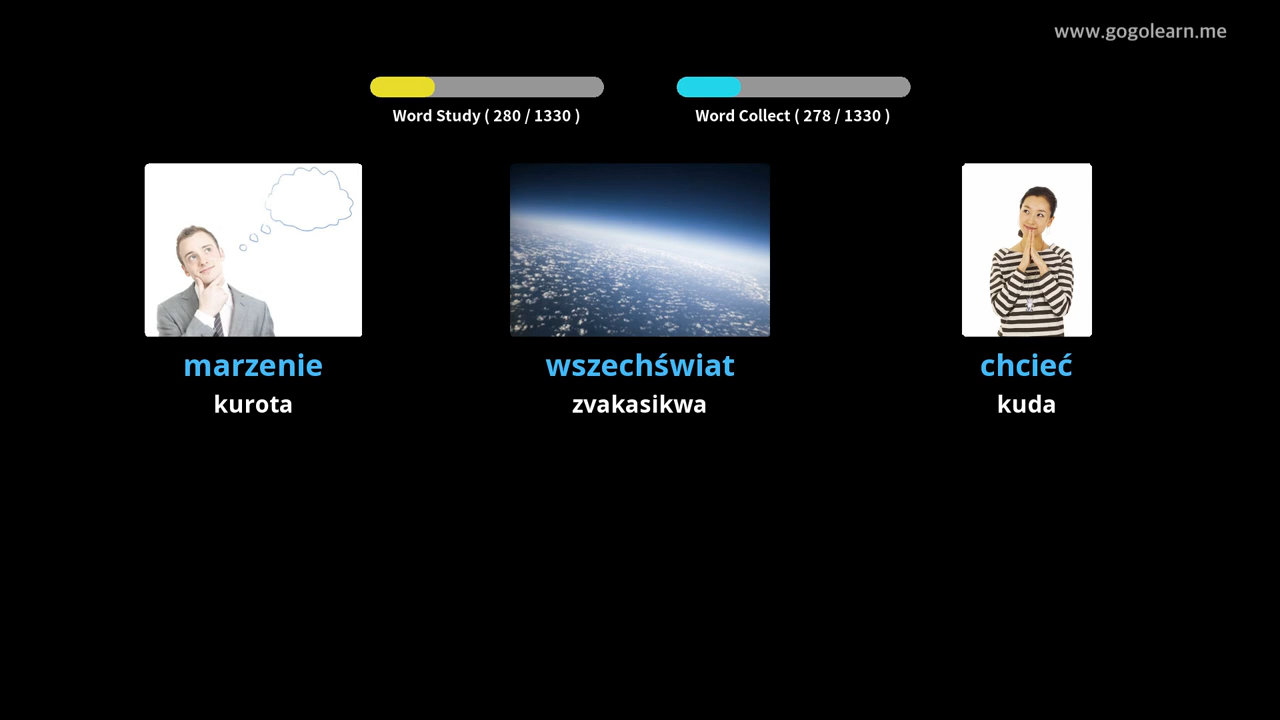 www.gogolearn.me
Word Study ( 280 / 1330 )
Word Collect ( 278 / 1330 )
marzenie
kurota
wszechświat
zvakasikwa
chcieć
kuda